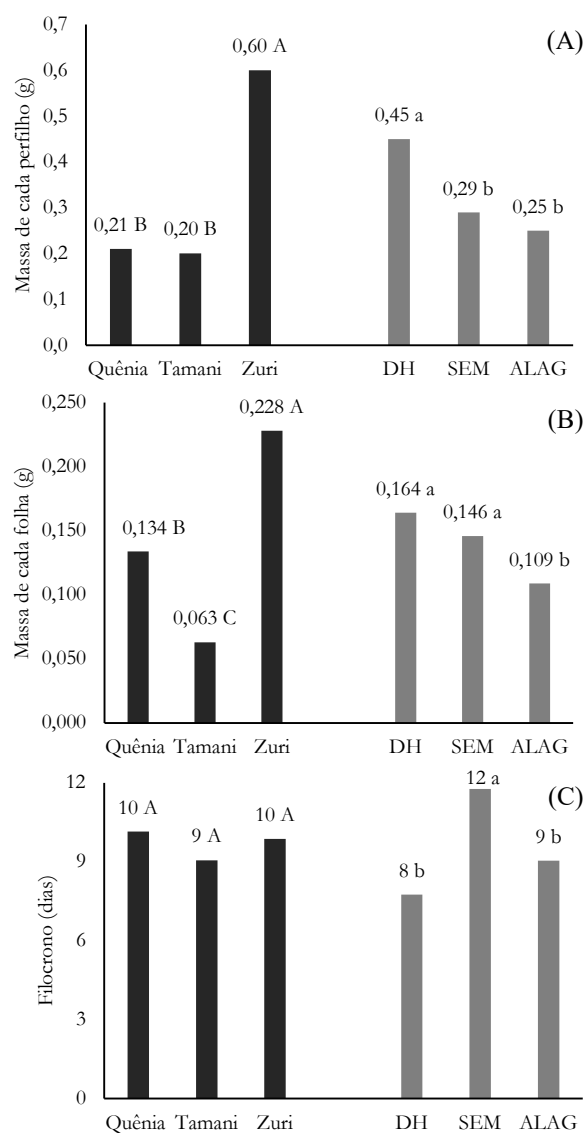 (A)
Massa de cada perfilho (g)
0,7
0,6
0,5
0,4
0,3
0,2
0,1
0,0
0,21 B
0,20 B
0,60 A
0,45 a
0,29 b
0,25 b
Quênia Tamani Zuri DH SEM ALAG
(B)
Massa de cada folha (g)
0,250
0,200
0,150
0,100
0,050
0,000
0,134 B
0,063 C
0,228 A
0,164 a
0,146 a
0,109 b
Quênia Tamani Zuri DH SEM ALAG
(C)
Filocrono (dias)
12
9
6
3
0
10 A
9 A
10 A
8 b
12 a
9 b
Quênia Tamani Zuri DH SEM ALAG